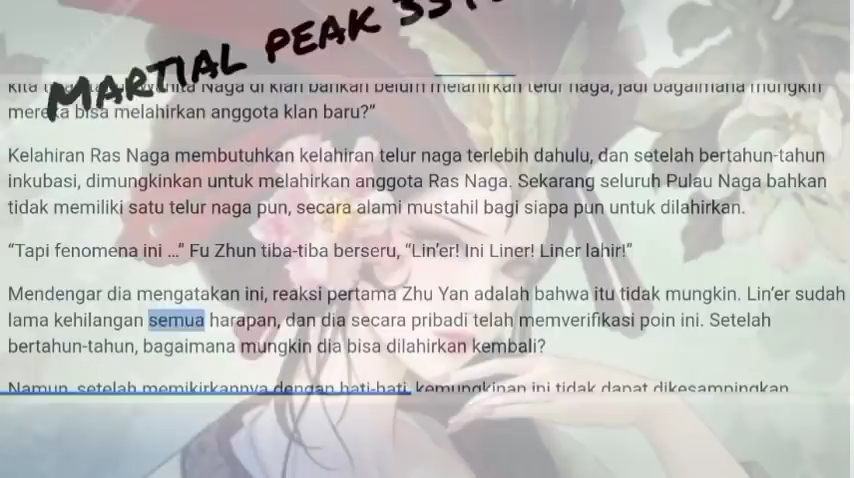 MARTIAL PEAK
Naga di klan bahkan belum melahirkan telur naga, jadi bagaimana mungkin
mereka bisa melahirkan anggota klan baru?”
Kelahiran Ras Naga membutuhkan kelahiran telur naga terlebih dahulu, dan setelah bertahun-tahun
inkubasi, dimungkinkan untuk melahirkan anggota Ras Naga. Sekarang seluruh Pulau Naga bahkan
tidak memiliki satu telur naga pun, secara alami mustahil bagi siapa pun untuk dilahirkan.
“Tapi fenomena ini …” Fu Zhun tiba-tiba berseru, “Lin’er! Ini Liner! Liner lahir!”
Mendengar dia mengatakan ini, reaksi pertama Zhu Yan adalah bahwa itu tidak mungkin. Lin’er sudah
lama kehilangan semua harapan, dan dia secara pribadi telah memverifikasi poin ini. Setelah
bertahun-tahun, bagaimana mungkin dia bisa dilahirkan kembali?
Namun, setelah memikirkannya dengan hati-hati, kemungkinan ini tidak dapat dikesampingkan